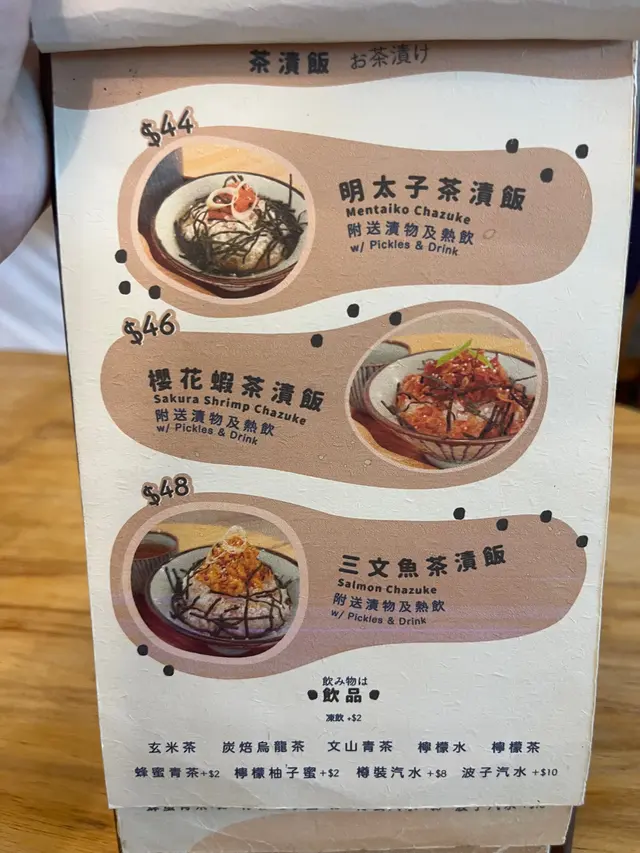 茶漬飯 お茶漬け
$44
明太子茶漬飯
Mentaiko Chazuke
附送漬物及熱飲
w/ Pickles & Drink
$46
櫻花蝦茶漬飯
Sakura Shrimp Chazuke
附送漬物及熱飲
w/ Pickles & Drink
$48
三文魚茶漬飯
Salmon Chazuke
附送漬物及熱飲
w/ Pickles & Drink
飲み物は
飲品
凍飲 +$2
玄米茶 炭焙烏龍茶 文山青茶 檸檬水 檸檬茶
蜂蜜青茶+$2 檸檬柚子蜜+$2 樽裝汽水+$8 波子汽水+$10